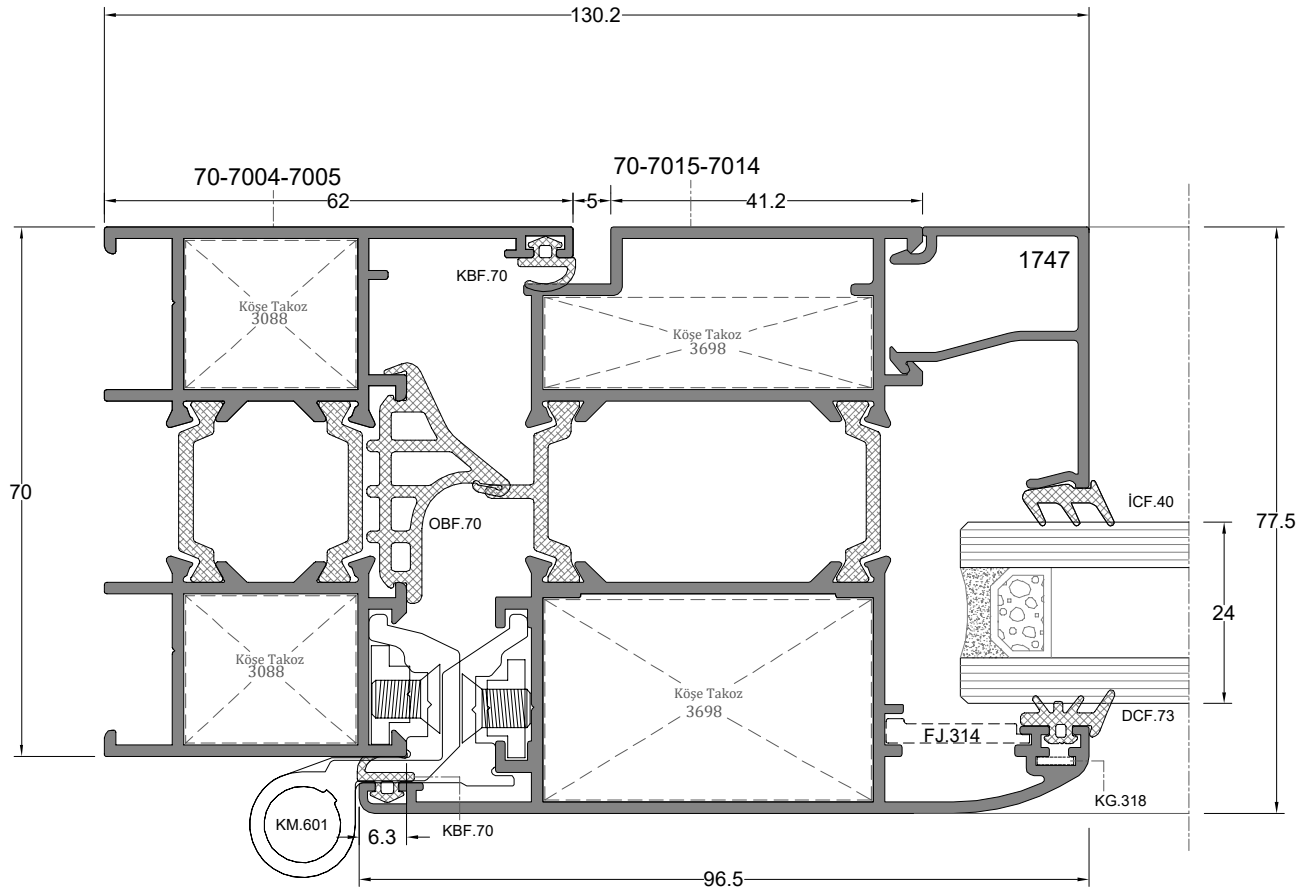 130.2
70-7004-7005
70-7015-7014
62
5
41.2
1747
KBF.70
Köşe Takoz
3088
Köşe Takoz
3698
70
OBF.70
İCF.40
77.5
24
Köşe Takoz
3088
Köşe Takoz
3698
DCF.73
FJ.314
KG.318
KM.601
6.3
KBF.70
96.5